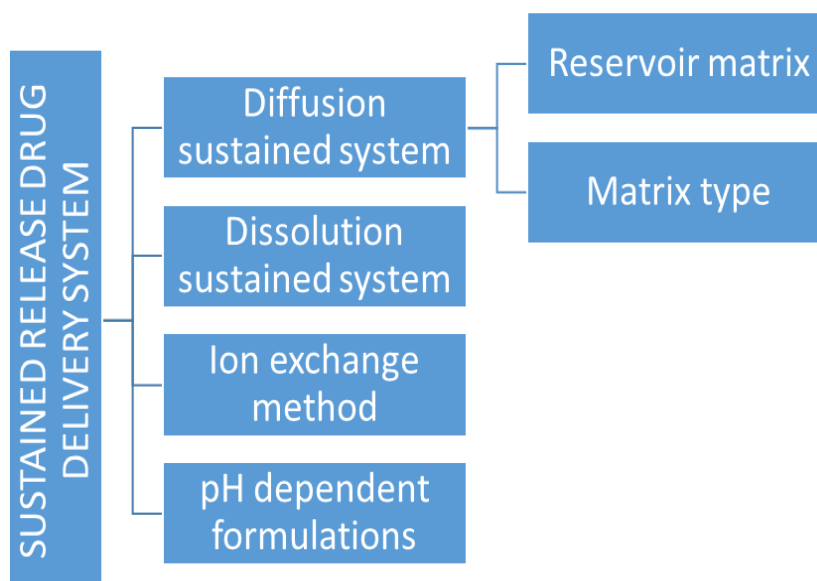 SUSTAINED RELEASE DRUG
DELIVERY SYSTEM
Diffusion
sustained system
Reservoir matrix
Matrix type
Dissolution
sustained system
Ion exchange
method
pH dependent
formulations